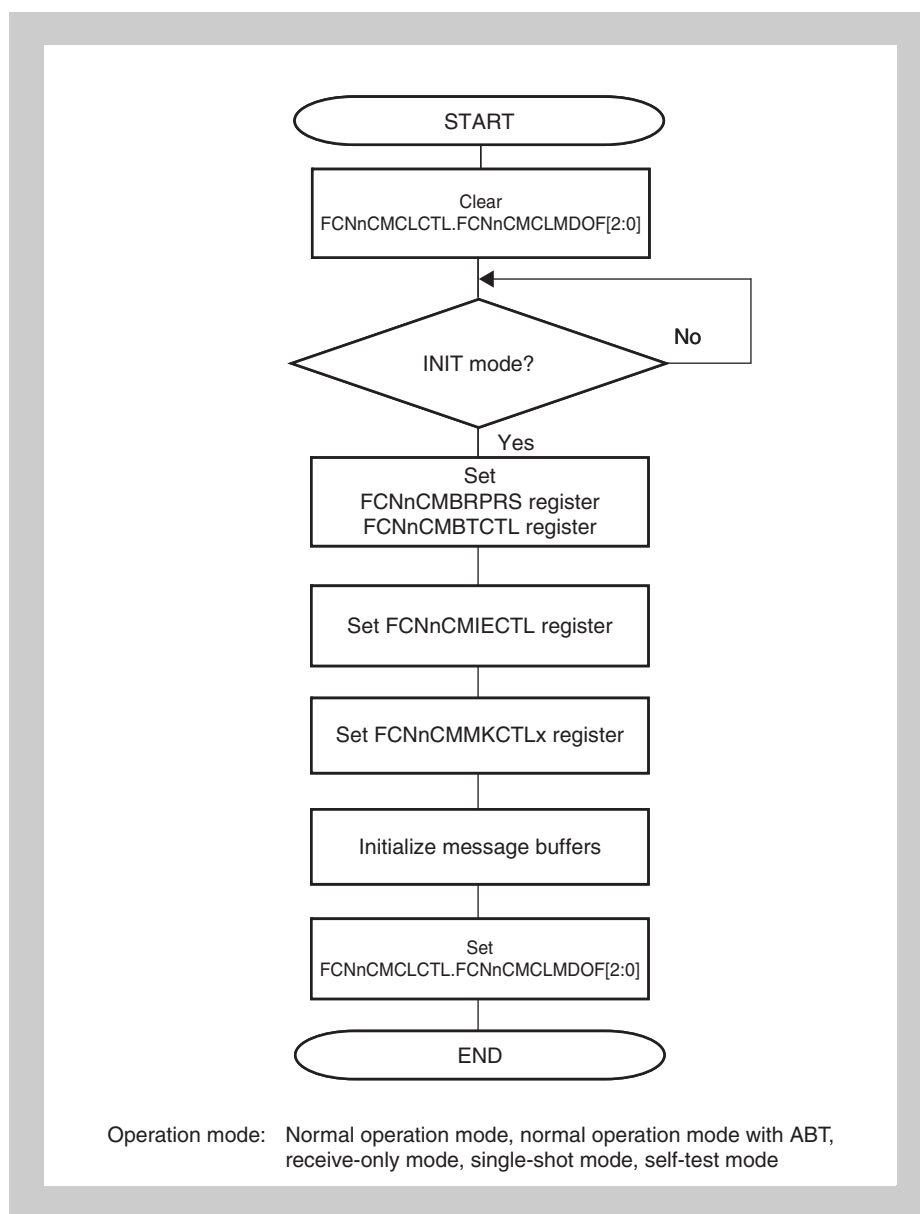 START
Clear
FCNnCMCLCTL.FCNnCMCLMDOF[2:0]
No
INIT mode?
Yes
Set
FCNnCMBRPRS register
FCNnCMBTCTL register
Set FCNnCMIECTL register
Set FCNnCMMKCTLx register
Initialize message buffers
Set
FCNnCMCLCTL.FCNnCMCLMDOF[2:0]
END
Operation mode: Normal operation mode, normal operation mode with ABT,
receive-only mode, single-shot mode, self-test mode